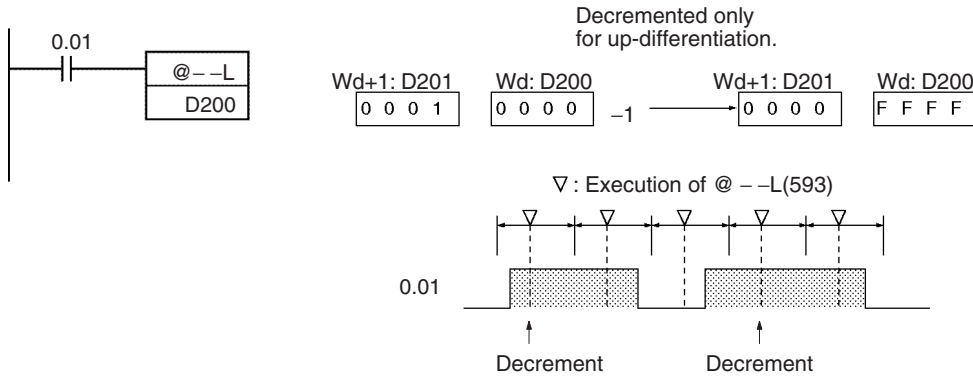 Decremented only
for up-differentiation.
0.01
@– –L
D200
Wd+1: D201 Wd: D200 Wd+1: D201 Wd: D200
0 0 0 1 0 0 0 0 –1 0 0 0 0 F F F F
▽ : Execution of @ – –L(593)
0.01
Decrement Decrement